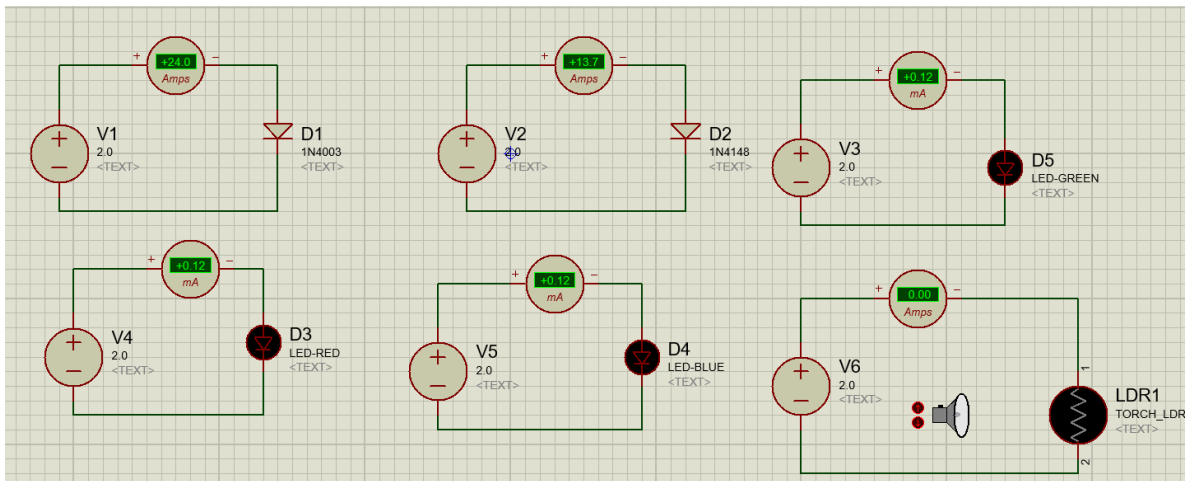 + +24.0 −
Amps
V1
2.0
<TEXT>
D1
1N4003
<TEXT>
+ +13.7 −
Amps
V2
2.0
<TEXT>
D2
1N4148
<TEXT>
+ +0.12 −
mA
V3
2.0
<TEXT>
D5
LED-GREEN
<TEXT>
+ +0.12 −
mA
V4
2.0
<TEXT>
D3
LED-RED
<TEXT>
+ +0.12 −
mA
V5
2.0
<TEXT>
D4
LED-BLUE
<TEXT>
+ 0.00 −
Amps
V6
2.0
<TEXT>
1
LDR1
TORCH_LDR
<TEXT>
2